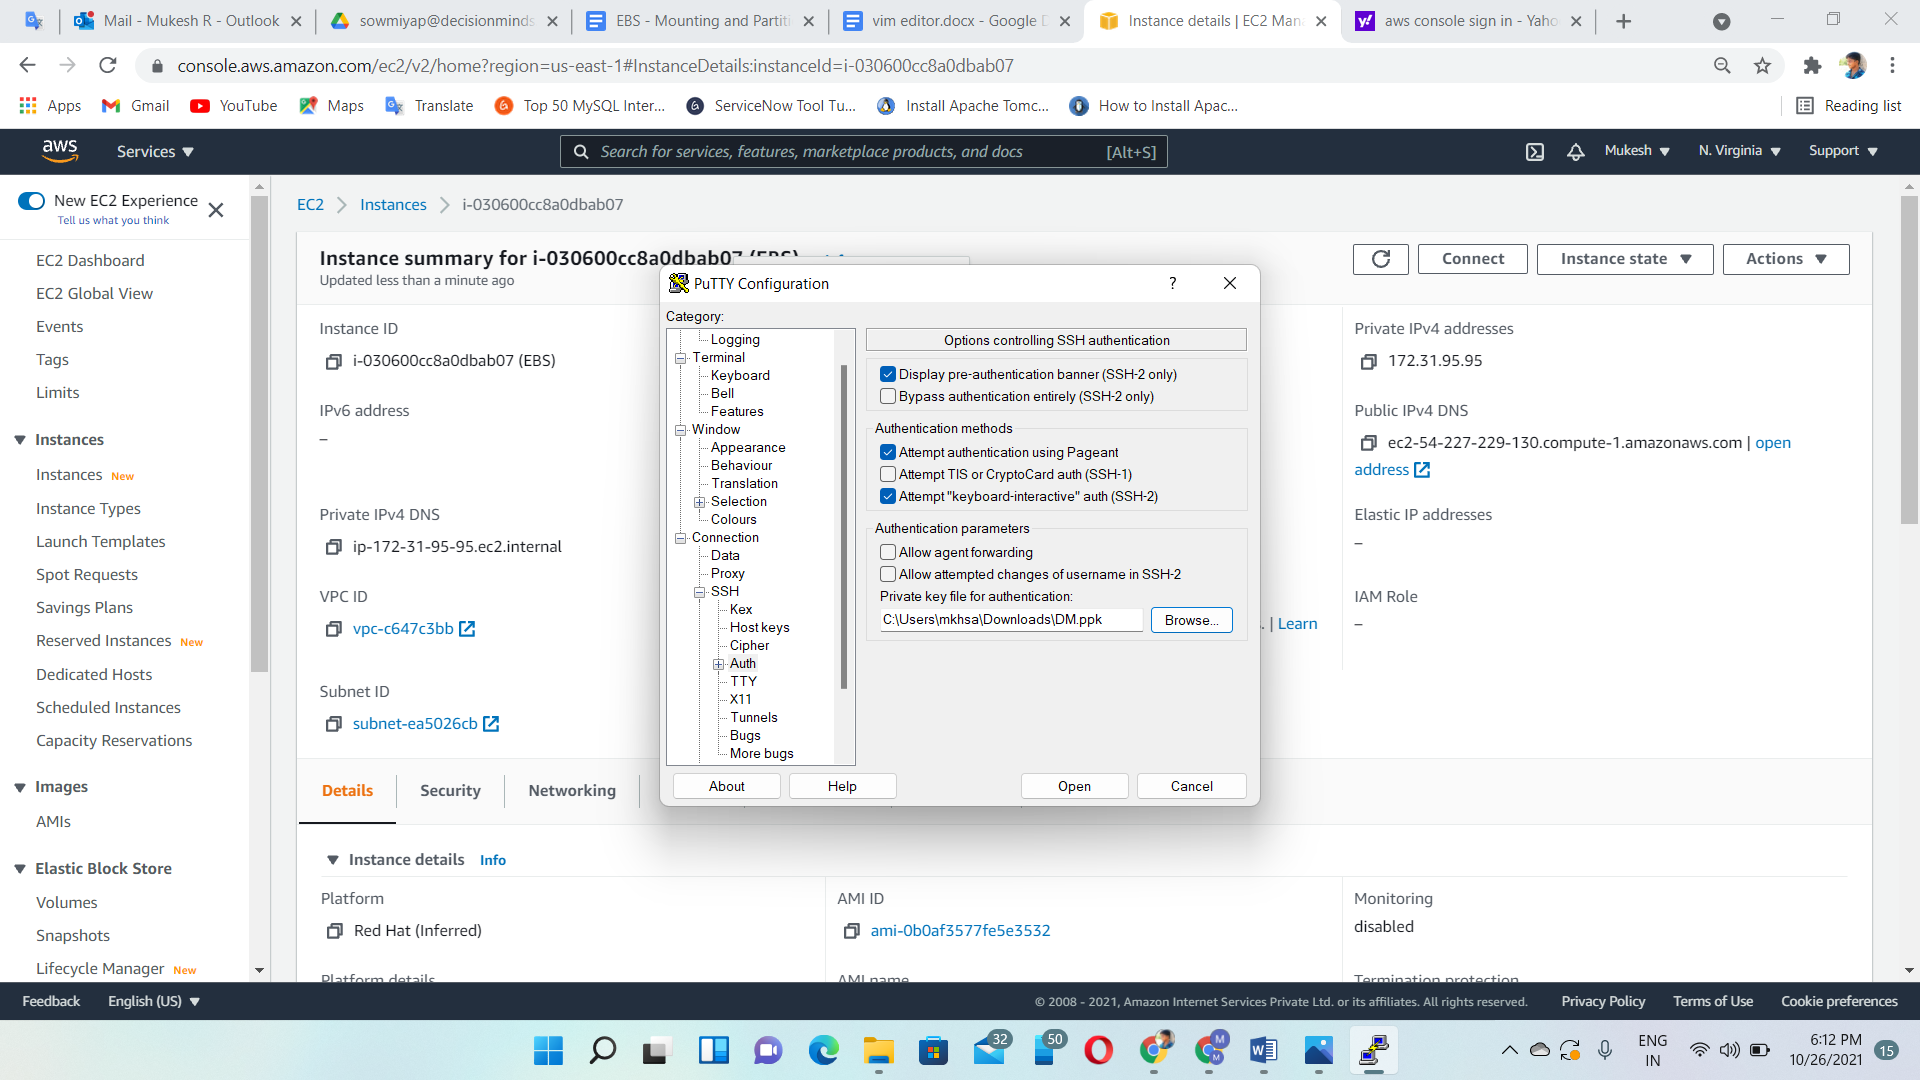 Mail - Mukesh R - Outlook
sowmiyap@decisionminds
EBS - Mounting and Partiti
vim editor.docx - Google D
Instance details | EC2 Man
aws console sign in - Yaho
console.aws.amazon.com/ec2/v2/home?region=us-east-1#InstanceDetails:instanceId=i-030600cc8a0dbab07
Apps
Gmail
YouTube
Maps
Translate
Top 50 MySQL Inter...
ServiceNow Tool Tu...
Install Apache Tomc...
How to Install Apac...
Reading list
aws
Services
Search for services, features, marketplace products, and docs
[Alt+S]
Mukesh
N. Virginia
Support
New EC2 Experience
Tell us what you think
EC2 Dashboard
EC2 Global View
Events
Tags
Limits
Instances
Instances New
Instance Types
Launch Templates
Spot Requests
Savings Plans
Reserved Instances New
Dedicated Hosts
Scheduled Instances
Capacity Reservations
Images
AMIs
Elastic Block Store
Volumes
Snapshots
Lifecycle Manager New
EC2
Instances
i-030600cc8a0dbab07
Instance summary for i-030600cc8a0dbab07 (EBS)
Updated less than a minute ago
Connect
Instance state
Actions
Instance ID
i-030600cc8a0dbab07 (EBS)
IPv6 address
–
Private IPv4 DNS
ip-172-31-95-95.ec2.internal
VPC ID
vpc-c647c3bb
Subnet ID
subnet-ea5026cb
PuTTY Configuration
?
Category:
Logging
Terminal
Keyboard
Bell
Features
Window
Appearance
Behaviour
Translation
Selection
Colours
Connection
Data
Proxy
SSH
Kex
Host keys
Cipher
Auth
TTY
X11
Tunnels
Bugs
More bugs
Options controlling SSH authentication
Display pre-authentication banner (SSH-2 only)
Bypass authentication entirely (SSH-2 only)
Authentication methods
Attempt authentication using Pageant
Attempt TIS or CryptoCard auth (SSH-1)
Attempt "keyboard-interactive" auth (SSH-2)
Authentication parameters
Allow agent forwarding
Allow attempted changes of username in SSH-2
Private key file for authentication:
C:\Users\mkhsa\Downloads\DM.ppk
Browse...
About
Help
Open
Cancel
. | Learn
Private IPv4 addresses
172.31.95.95
Public IPv4 DNS
ec2-54-227-229-130.compute-1.amazonaws.com | open
address
Elastic IP addresses
–
IAM Role
–
Details
Security
Networking
Instance details Info
Platform
Red Hat (Inferred)
AMI ID
ami-0b0af3577fe5e3532
Monitoring
disabled
Platform details
AMI name
Termination protection
Feedback
English (US)
© 2008 - 2021, Amazon Internet Services Private Ltd. or its affiliates. All rights reserved.
Privacy Policy
Terms of Use
Cookie preferences
32
50
M
M
ENG
IN
6:12 PM
10/26/2021
15